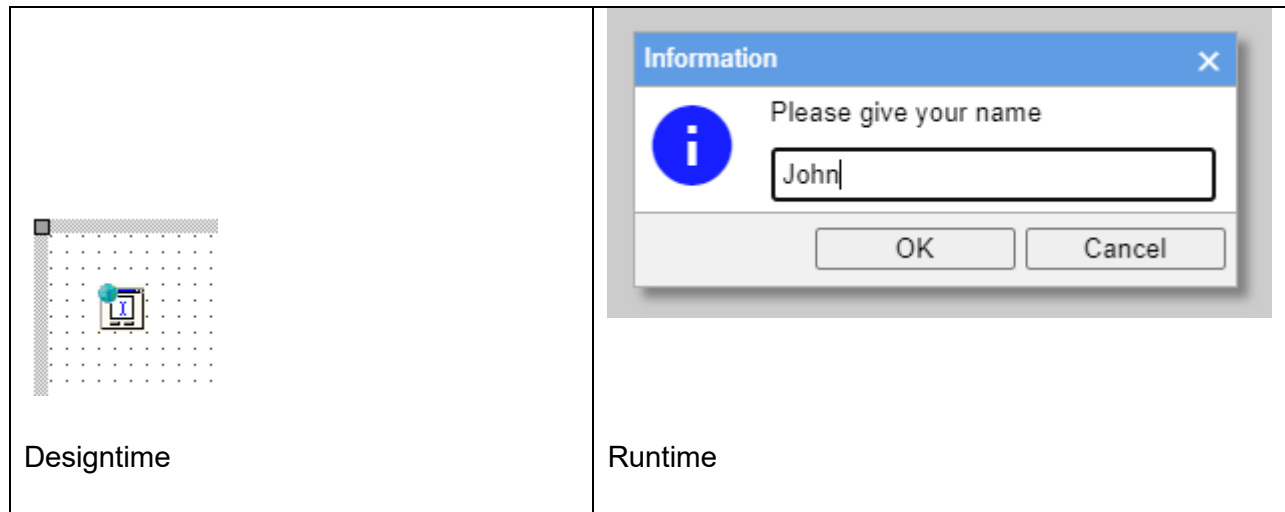 Information
Please give your name
John
OK
Cancel
Designtime
Runtime